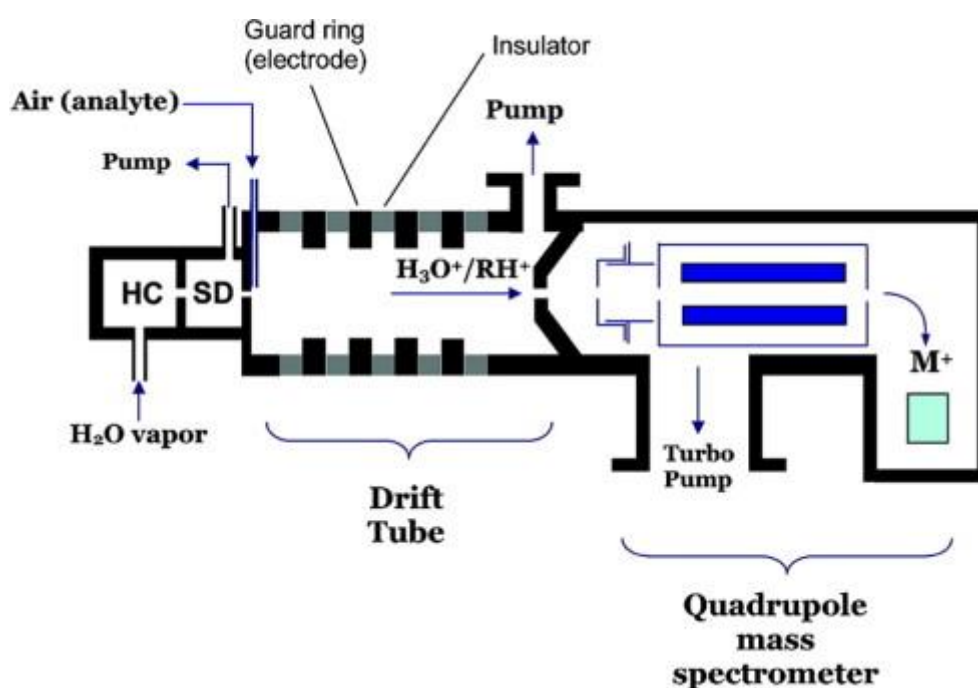 Guard ring
(electrode)
Insulator
Air (analyte)
Pump
Pump
HC
SD
H₃O⁺/RH⁺
M⁺
H₂O vapor
Turbo
Pump
Drift
Tube
Quadrupole
mass
spectrometer